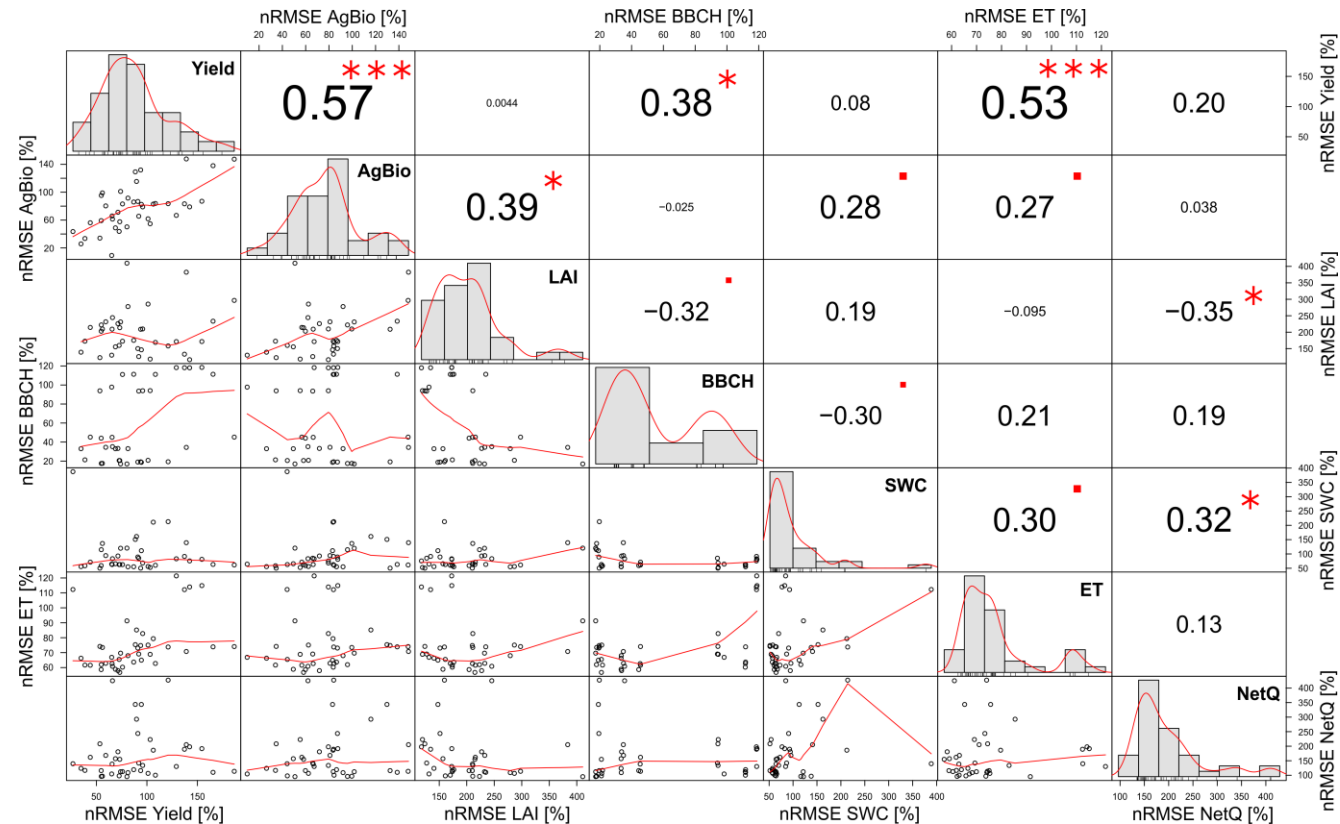 nRMSE AgBio [%] nRMSE BBCH [%] nRMSE ET [%]
20 40 60 80 100 120 140 20 40 60 80 100 120 60 70 80 90 100 110 120
Yield 0.57 *** 0.0044 0.38 * 0.08 0.53 *** 0.20
50 100 150
nRMSE Yield [%]
nRMSE AgBio [%]
20 40 60 80 100 120 140
AgBio 0.39 * −0.025 0.28 0.27 0.038
LAI −0.32 0.19 −0.095 −0.35 *
150 200 250 300 350 400
nRMSE LAI [%]
nRMSE BBCH [%]
20 40 60 80 100 120
BBCH −0.30 0.21 0.19
SWC 0.30 0.32 *
50 100 150 200 250 300 350 400
nRMSE SWC [%]
nRMSE ET [%]
60 70 80 90 100 110 120
ET 0.13
NetQ
100 150 200 250 300 350 400
nRMSE NetQ [%]
50 100 150 150 200 250 300 350 400 50 100 150 200 250 300 350 400 100 150 200 250 300 350 400
nRMSE Yield [%] nRMSE LAI [%] nRMSE SWC [%] nRMSE NetQ [%]